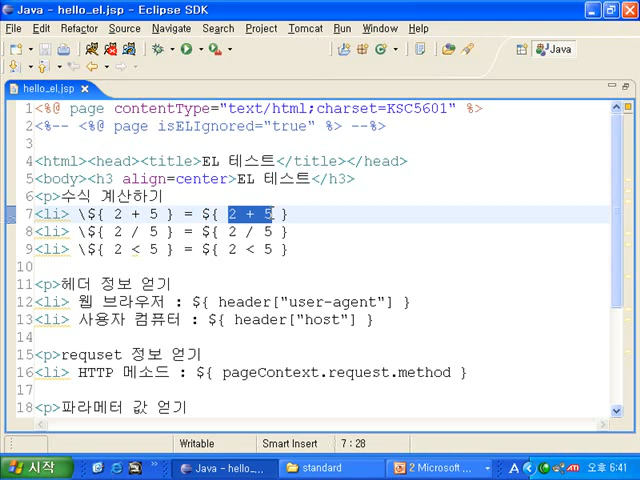 Java - hello_el.jsp - Eclipse SDK
File Edit Refactor Source Navigate Search Project Tomcat Run Window Help
Java
hello_el.jsp
1 <%@ page contentType="text/html;charset=KSC5601" %>
2 <%-- <%@ page isELIgnored="true" %> --%>
3
4 <html><head><title>EL 테스트</title></head>
5 <body><h3 align=center>EL 테스트</h3>
6 <p>수식 계산하기
7 <li> \${ 2 + 5 } = ${ 2 + 5 }
8 <li> \${ 2 / 5 } = ${ 2 / 5 }
9 <li> \${ 2 < 5 } = ${ 2 < 5 }
10
11 <p>헤더 정보 얻기
12 <li> 웹 브라우저 : ${ header["user-agent"] }
13 <li> 사용자 컴퓨터 : ${ header["host"] }
14
15 <p>requset 정보 얻기
16 <li> HTTP 메소드 : ${ pageContext.request.method }
17
18 <p>파라메터 값 얻기
Writable Smart Insert 7 : 28
시작 Java - hello_... standard 2 Microsoft ... A 오후 6:41